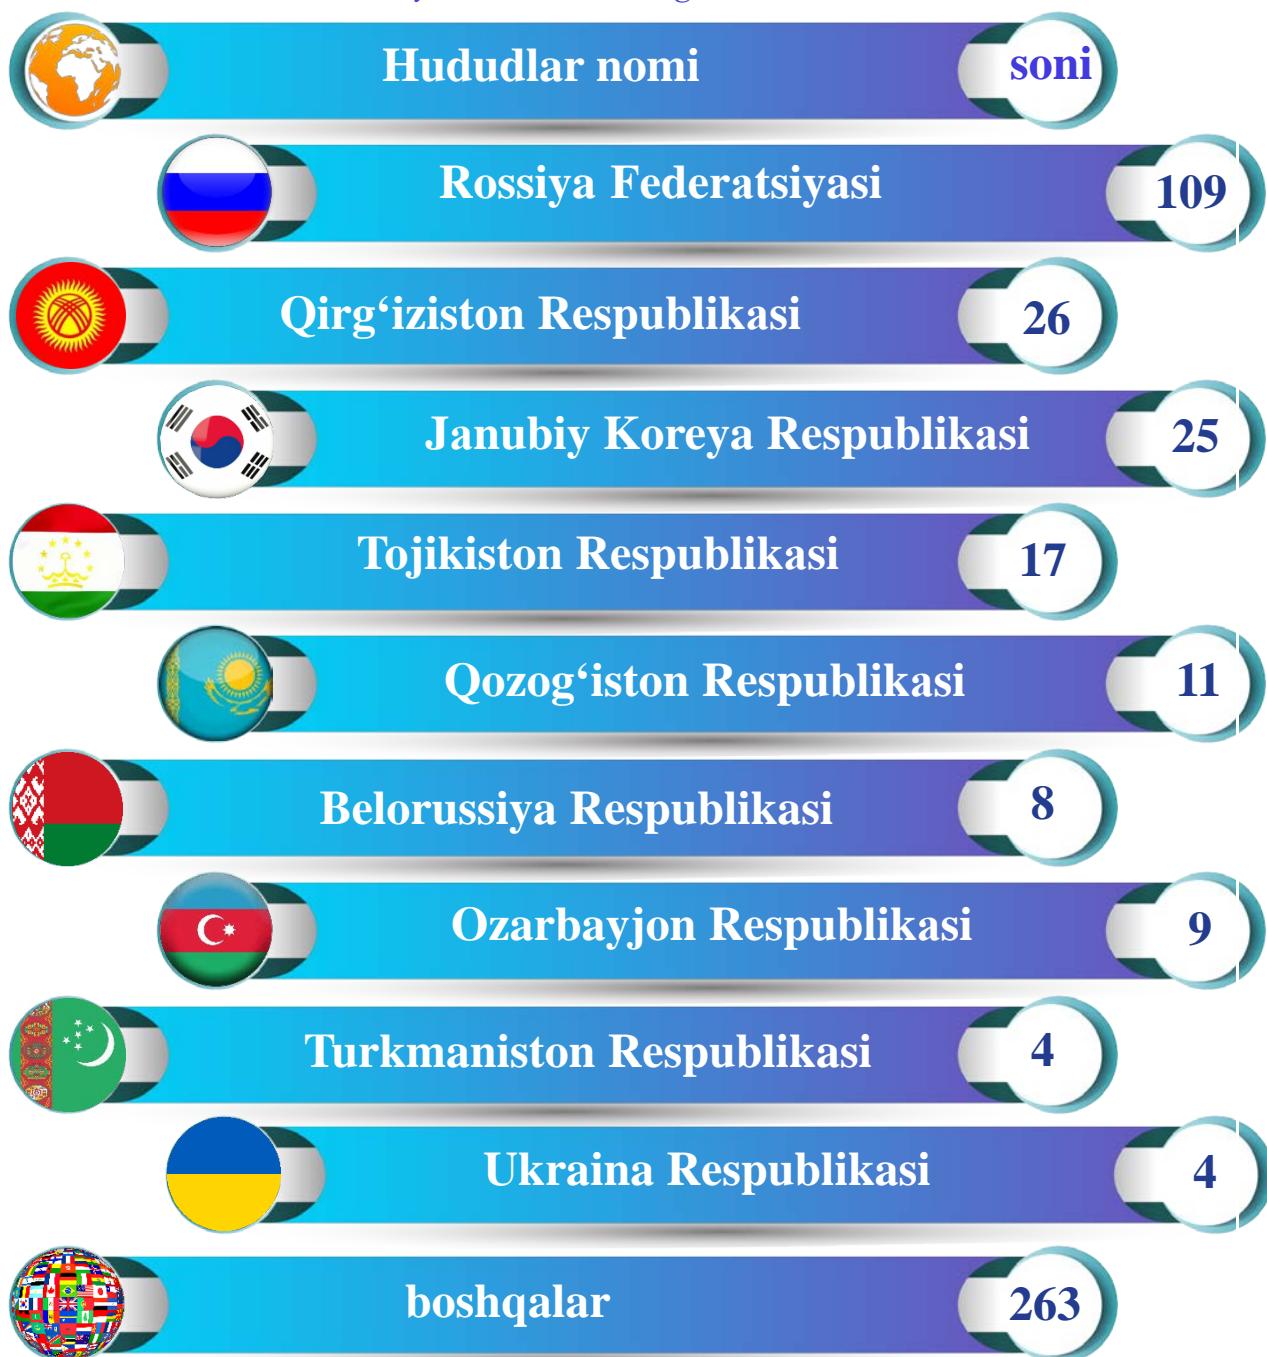 Hududlar nomi soni
Rossiya Federatsiyasi 109
Qirg‘iziston Respublikasi 26
Janubiy Koreya Respublikasi 25
Tojikiston Respublikasi 17
Qozog‘iston Respublikasi 11
Belorussiya Respublikasi 8
Ozarbayjon Respublikasi 9
Turkmaniston Respublikasi 4
Ukraina Respublikasi 4
boshqalar 263